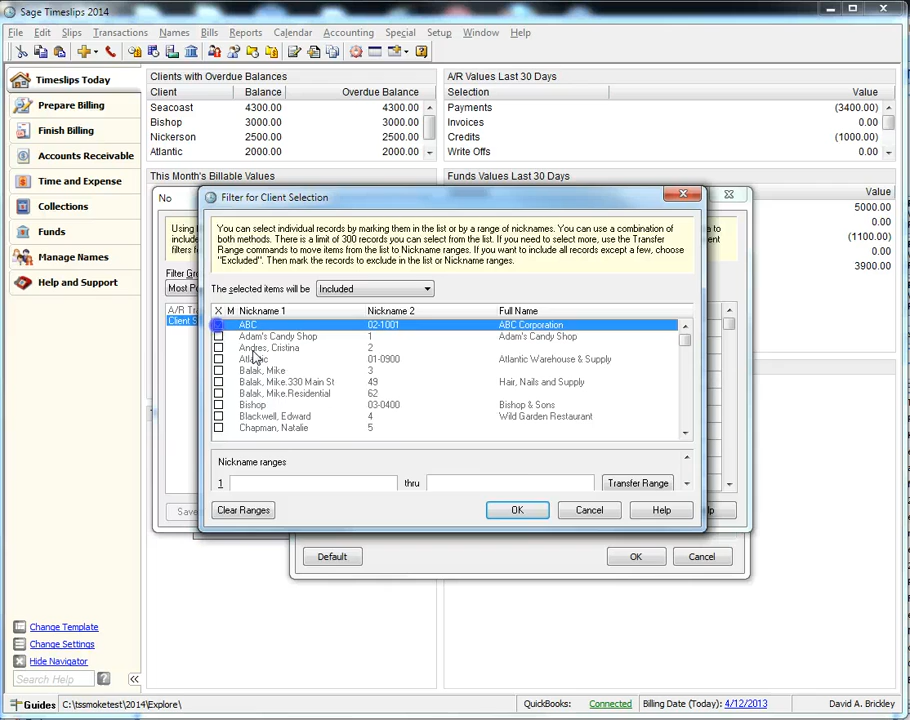 Sage Timeslips 2014
File Edit Slips Transactions Names Bills Reports Calendar Accounting Special Setup Window Help
Timeslips Today
Prepare Billing
Finish Billing
Accounts Receivable
Time and Expense
Collections
Funds
Manage Names
Help and Support
Clients with Overdue Balances
Client Balance Overdue Balances
Seacoast 4300.00 4300.00
Bishop 3000.00 3000.00
Nickerson 2500.00 2500.00
Atlantic 2000.00 2000.00
This Month's Billable Values
A/R Values Last 30 Days
Selection Value
Payments (3400.00)
Invoices 0.00
Credits (1000.00)
Write Offs 0.00
Funds Values Last 30 Days
Value
5000.00
0.00
(1100.00)
3900.00
No
Using
Filter Gr
Most P
A/R Tr
Client S
Filter for Client Selection
You can select individual records by marking them in the list or by a range of nicknames. You can use a combination of
both methods. There is a limit of 300 records you can select from the list. If you need to select more, use the Transfer
Range commands to move items from the list to Nickname ranges. If you want to include all records except a few, choose
"Excluded". Then mark the records to exclude in the list or Nickname ranges.
The selected items will be Included
X M Nickname 1 Nickname 2 Full Name
ABC 02-1001 ABC Corporation
Adam's Candy Shop 1 Adam's Candy Shop
Andres, Cristina 2
Atlantic 01-0900 Atlantic Warehouse & Supply
Balak, Mike 3
Balak, Mike.330 Main St 49 Hair, Nails and Supply
Balak, Mike.Residential 62
Bishop 03-0400 Bishop & Sons
Blackwell, Edward 4 Wild Garden Restaurant
Chapman, Natalie 5
Nickname ranges
1 thru Transfer Range
Clear Ranges OK Cancel Help
Save
Default OK Cancel
Change Template
Change Settings
Hide Navigator
Search Help ? <<
Guides C:\tssmoketest\2014\Explore\ QuickBooks: Connected Billing Date (Today): 4/12/2013 David A. Brickley